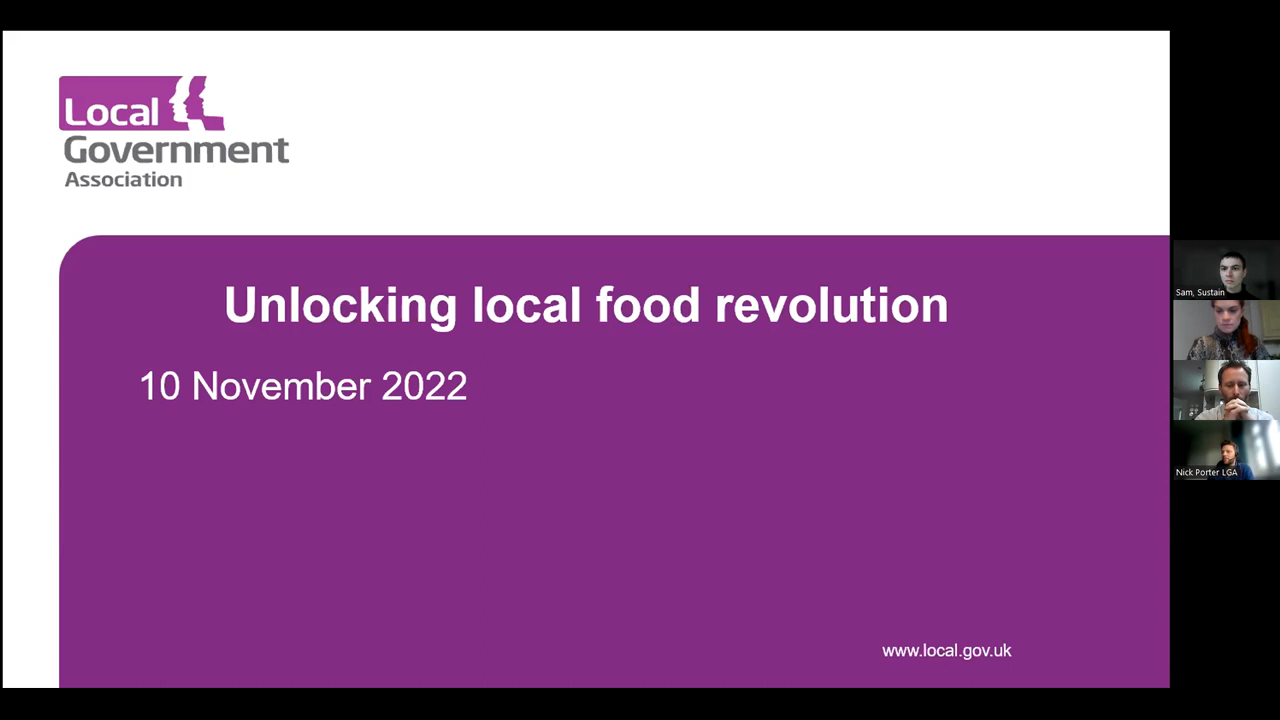 Local
Government
Association
Unlocking local food revolution
10 November 2022
www.local.gov.uk
Sam, Sustain
Nick Porter LGA